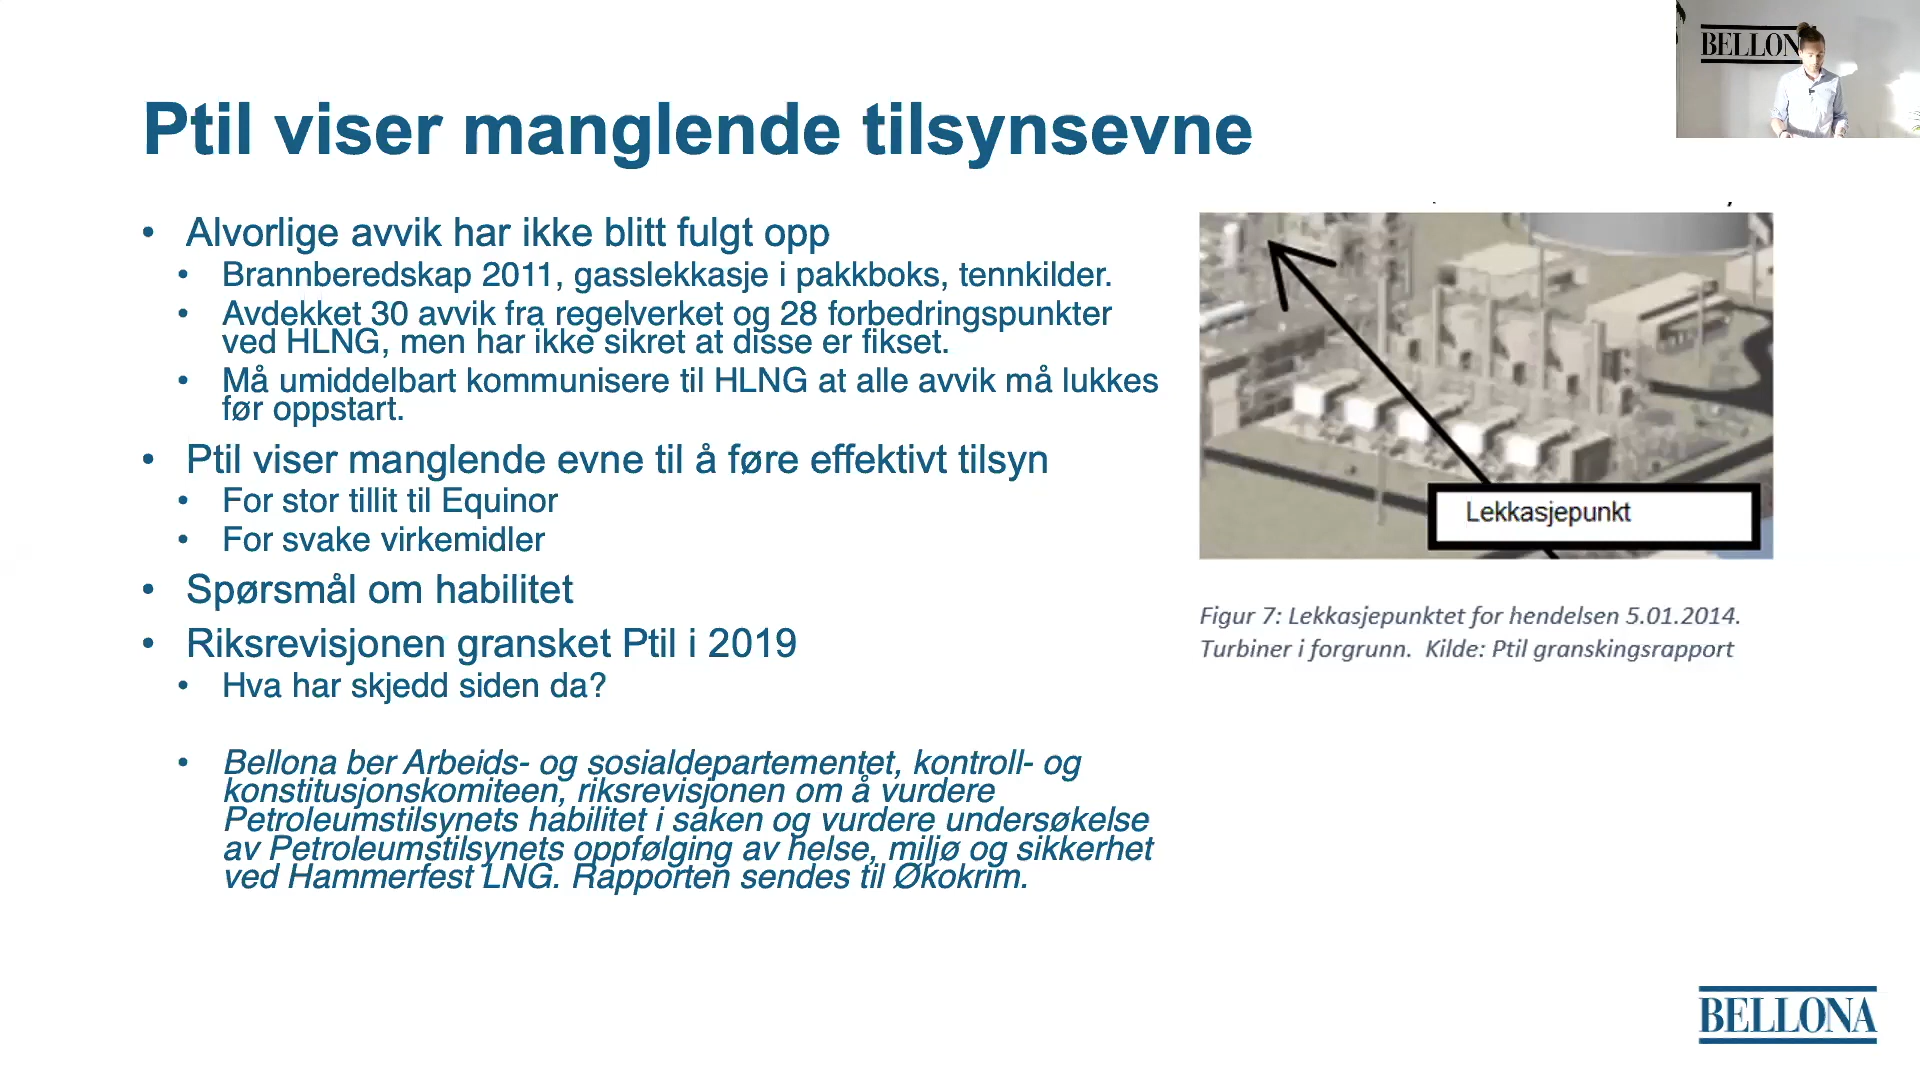 BELLON
Ptil viser manglende tilsynsevne
• Alvorlige avvik har ikke blitt fulgt opp
• Brannberedskap 2011, gasslekkasje i pakkboks, tennkilder.
• Avdekket 30 avvik fra regelverket og 28 forbedringspunkter
ved HLNG, men har ikke sikret at disse er fikset.
• Må umiddelbart kommunisere til HLNG at alle avvik må lukkes
før oppstart.
• Ptil viser manglende evne til å føre effektivt tilsyn
• For stor tillit til Equinor
• For svake virkemidler
• Spørsmål om habilitet
• Riksrevisjonen gransket Ptil i 2019
• Hva har skjedd siden da?
• Bellona ber Arbeids- og sosialdepartementet, kontroll- og
konstitusjonskomiteen, riksrevisjonen om å vurdere
Petroleumstilsynets habilitet i saken og vurdere undersøkelse
av Petroleumstilsynets oppfølging av helse, miljø og sikkerhet
ved Hammerfest LNG. Rapporten sendes til Økokrim.
Lekkasjepunkt
Figur 7: Lekkasjepunktet for hendelsen 5.01.2014.
Turbiner i forgrunn. Kilde: Ptil granskingsrapport
BELLONA